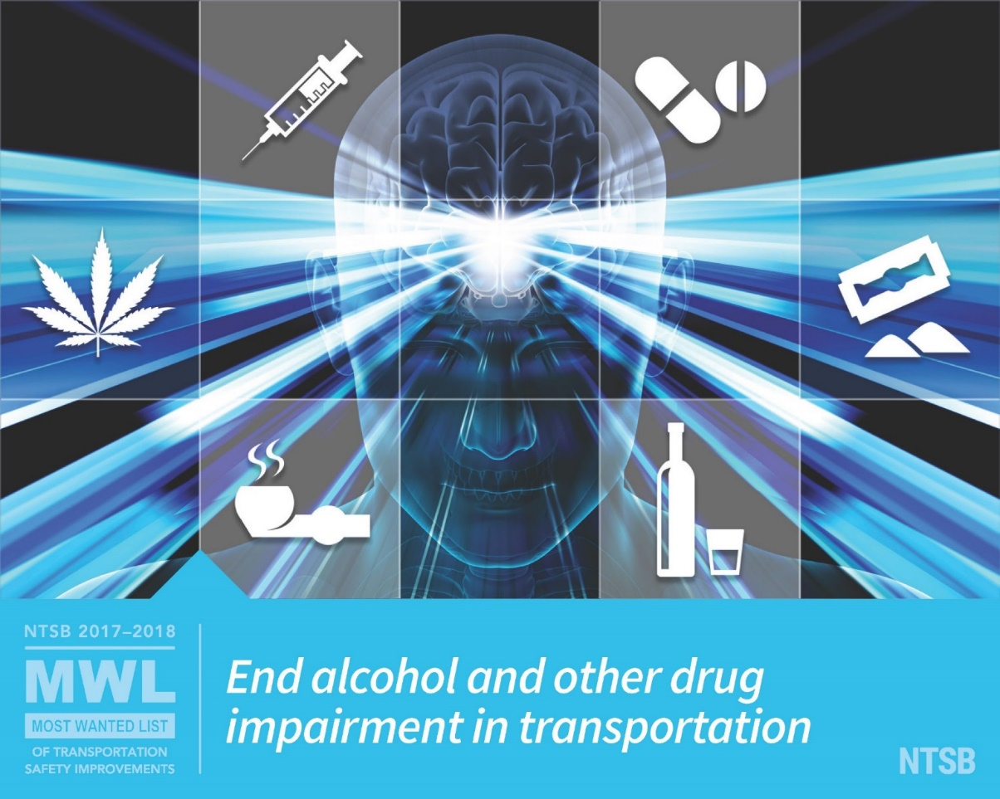 NTSB 2017–2018
MWL
MOST WANTED LIST
OF TRANSPORTATION
SAFETY IMPROVEMENTS
End alcohol and other drug
impairment in transportation
NTSB